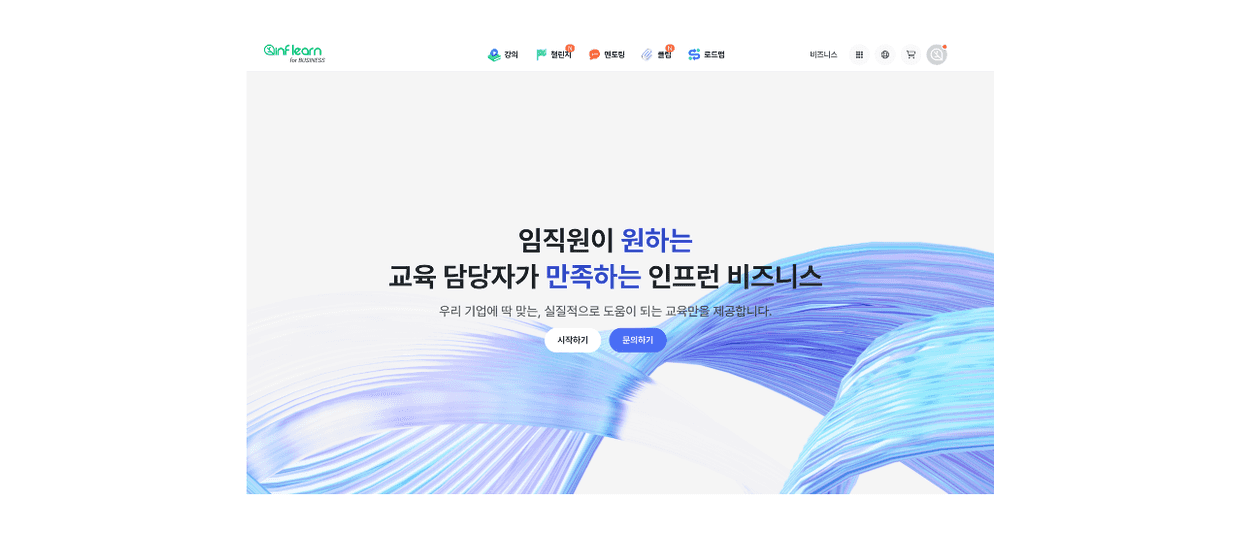 inflearn
for BUSINESS
강의
챌린지
N
멘토링
클립
N
로드맵
비즈니스
임직원이 원하는
교육 담당자가 만족하는 인프런 비즈니스
우리 기업에 딱 맞는, 실질적으로 도움이 되는 교육만을 제공합니다.
시작하기
문의하기